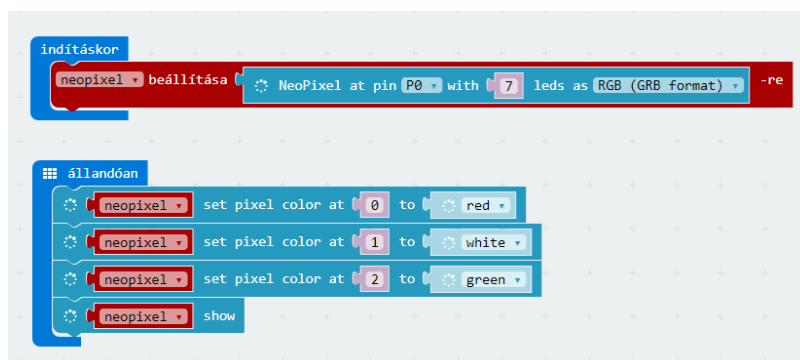 indításkor
neopixel beállítása NeoPixel at pin P0 with 7 leds as RGB (GRB format) -re
állandóan
neopixel set pixel color at 0 to red
neopixel set pixel color at 1 to white
neopixel set pixel color at 2 to green
neopixel show